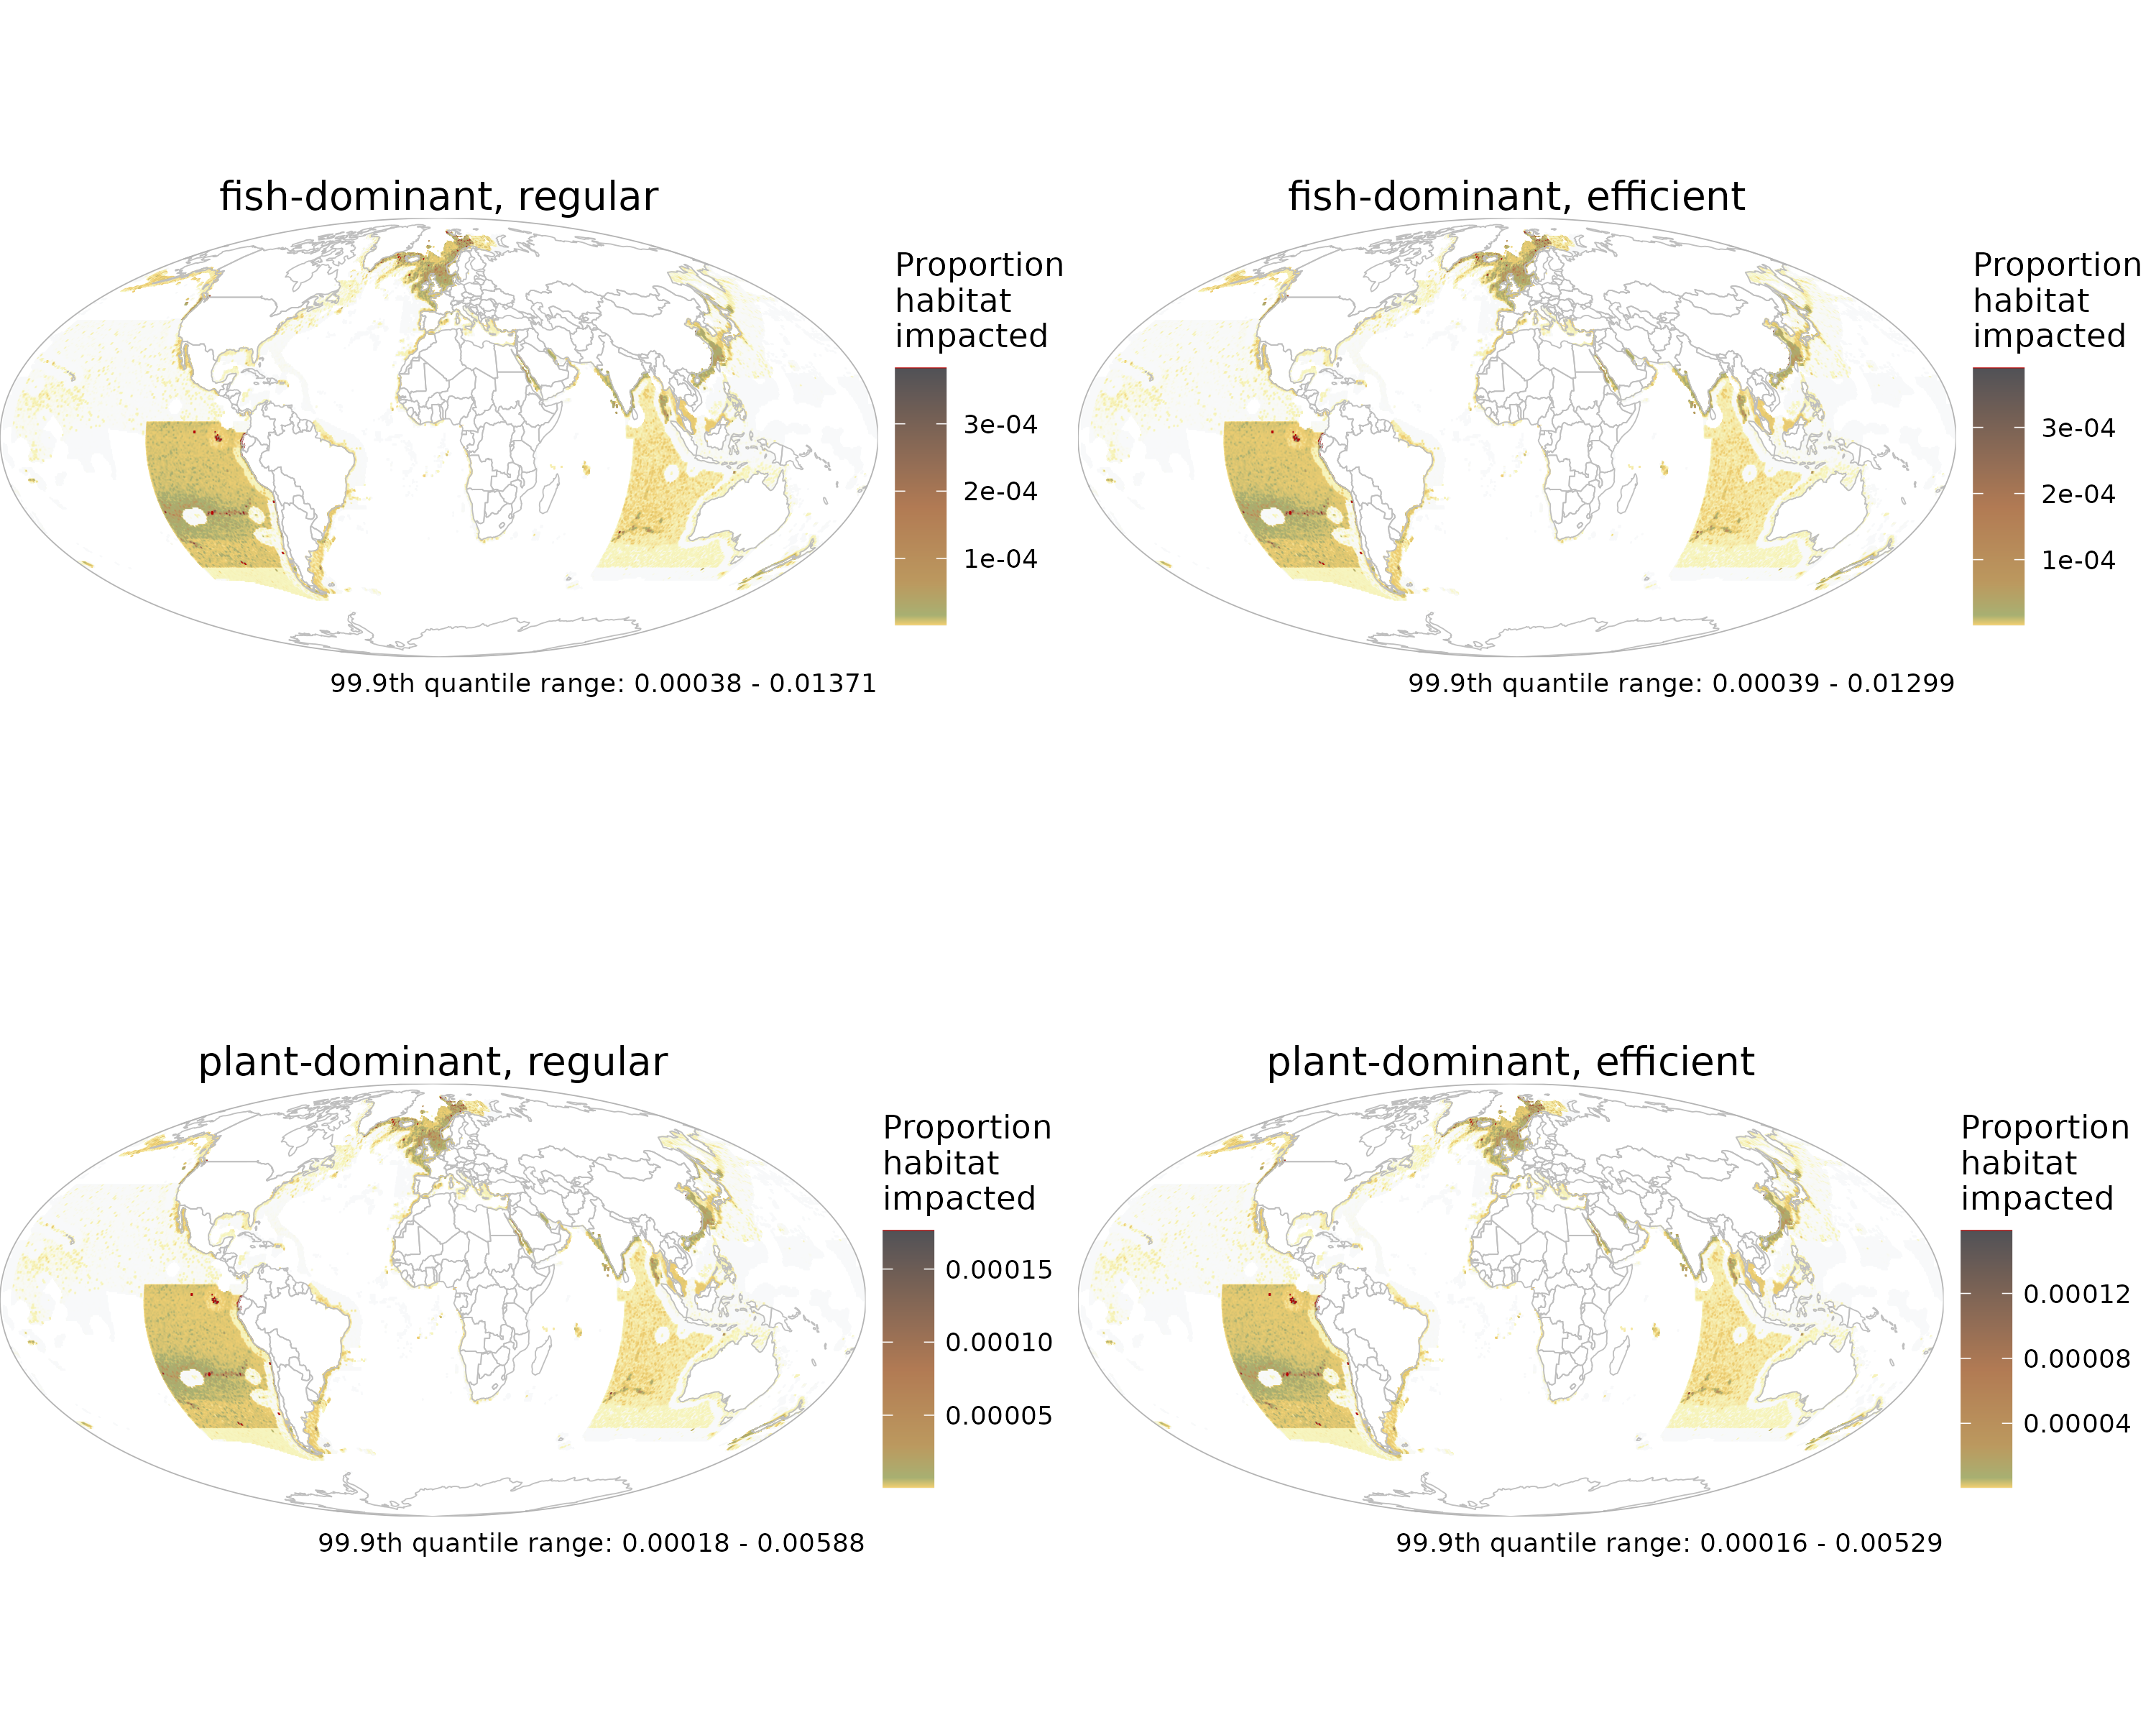 fish-dominant, regular
Proportion
habitat
impacted
3e-04
2e-04
1e-04
99.9th quantile range: 0.00038 - 0.01371
fish-dominant, efficient
Proportion
habitat
impacted
3e-04
2e-04
1e-04
99.9th quantile range: 0.00039 - 0.01299
plant-dominant, regular
Proportion
habitat
impacted
0.00015
0.00010
0.00005
99.9th quantile range: 0.00018 - 0.00588
plant-dominant, efficient
Proportion
habitat
impacted
0.00012
0.00008
0.00004
99.9th quantile range: 0.00016 - 0.00529